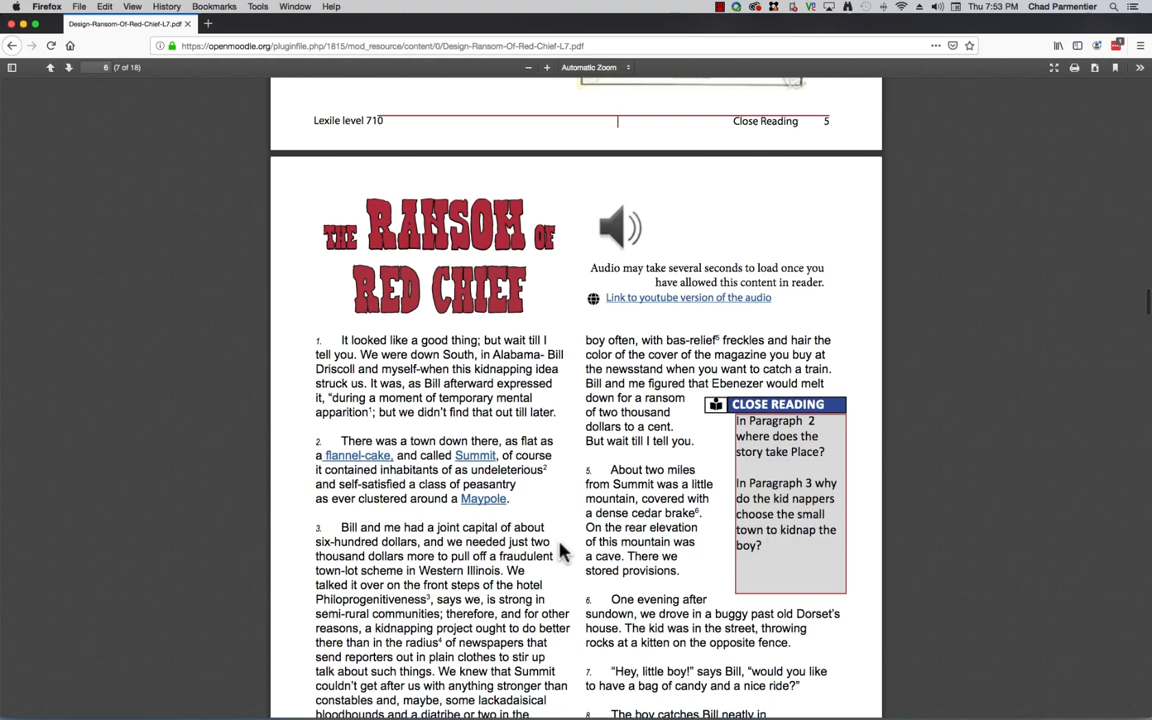 Firefox File Edit View History Bookmarks Tools Window Help Thu 7:53 PM Chad Parmentier
Design-Ransom-Of-Red-Chief-L7.pdf
https://openmoodle.org/pluginfile.php/1815/mod_resource/content/0/Design-Ransom-Of-Red-Chief-L7.pdf
6 (7 of 18) Automatic Zoom
Lexile level 710 Close Reading 5
THE RANSOM OF
RED CHIEF
Audio may take several seconds to load once you
have allowed this content in reader.
Link to youtube version of the audio
1. It looked like a good thing; but wait till I
tell you. We were down South, in Alabama- Bill
Driscoll and myself-when this kidnapping idea
struck us. It was, as Bill afterward expressed
it, “during a moment of temporary mental
apparition¹; but we didn’t find that out till later.
2. There was a town down there, as flat as
a flannel-cake, and called Summit, of course
it contained inhabitants of as undeleterious²
and self-satisfied a class of peasantry
as ever clustered around a Maypole.
3. Bill and me had a joint capital of about
six-hundred dollars, and we needed just two
thousand dollars more to pull off a fraudulent
town-lot scheme in Western Illinois. We
talked it over on the front steps of the hotel
Philoprogenitiveness³, says we, is strong in
semi-rural communities; therefore, and for other
reasons, a kidnapping project ought to do better
there than in the radius⁴ of newspapers that
send reporters out in plain clothes to stir up
talk about such things. We knew that Summit
couldn’t get after us with anything stronger than
constables and, maybe, some lackadaisical
bloodhounds and a diatribe or two in the
boy often, with bas-relief⁵ freckles and hair the
color of the cover of the magazine you buy at
the newsstand when you want to catch a train.
Bill and me figured that Ebenezer would melt
down for a ransom
of two thousand
dollars to a cent.
But wait till I tell you.
5. About two miles
from Summit was a little
mountain, covered with
a dense cedar brake⁶.
On the rear elevation
of this mountain was
a cave. There we
stored provisions.
6. One evening after
sundown, we drove in a buggy past old Dorset’s
house. The kid was in the street, throwing
rocks at a kitten on the opposite fence.
7. “Hey, little boy!” says Bill, “would you like
to have a bag of candy and a nice ride?”
8. The boy catches Bill neatly in
CLOSE READING
In Paragraph 2
where does the
story take Place?
In Paragraph 3 why
do the kid nappers
choose the small
town to kidnap the
boy?